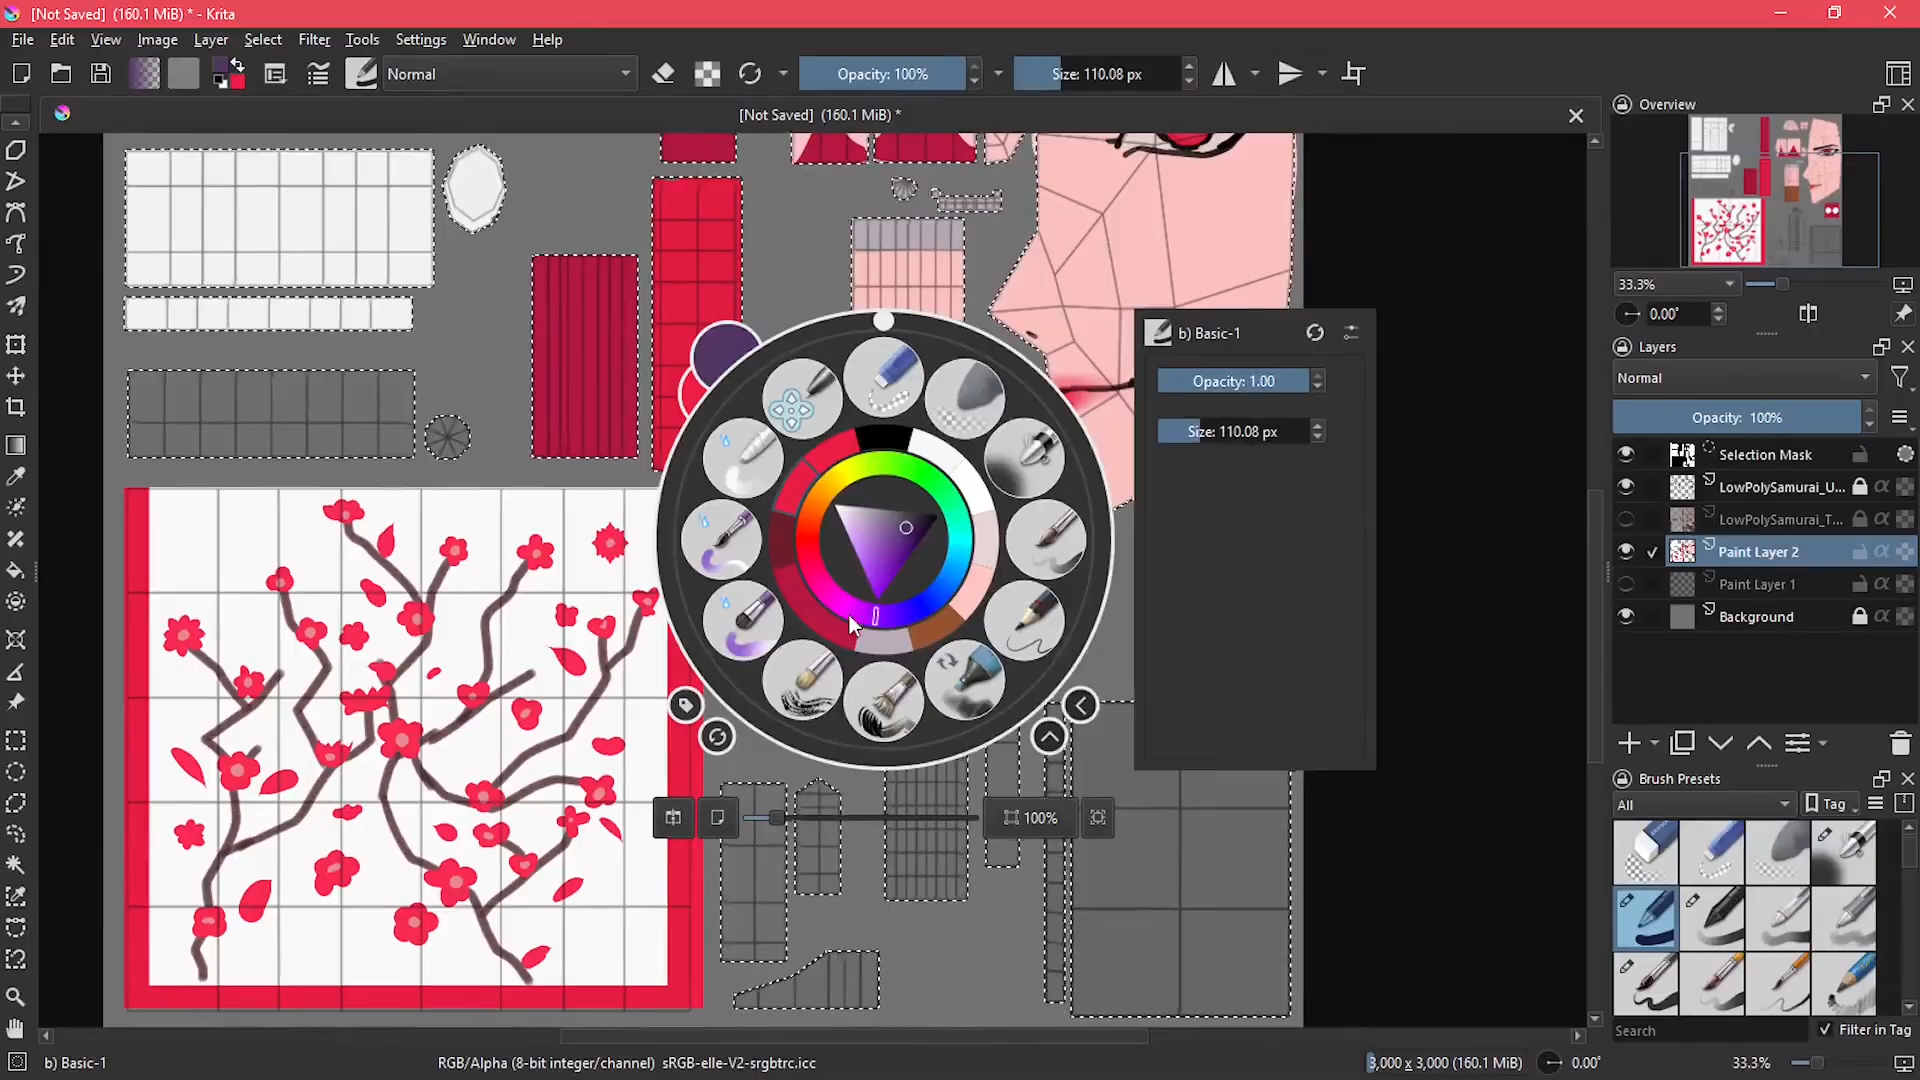 [Not Saved]  (160.1 MiB) * - Krita
File Edit View Image Layer Select Filter Tools Settings Window Help
Normal
Opacity: 100%
Size: 110.08 px
[Not Saved]  (160.1 MiB) *
Overview
33.3%
0.00°
Layers
Normal
Opacity:  100%
Selection Mask
LowPolySamurai_U...
LowPolySamurai_T...
Paint Layer 2
Paint Layer 1
Background
b) Basic-1
Opacity: 1.00
Size: 110.08 px
100%
Brush Presets
All
Tag
Search
Filter in Tag
b) Basic-1
RGB/Alpha (8-bit integer/channel)  sRGB-elle-V2-srgbtrc.icc
3,000 x 3,000 (160.1 MiB)
0.00°
33.3%